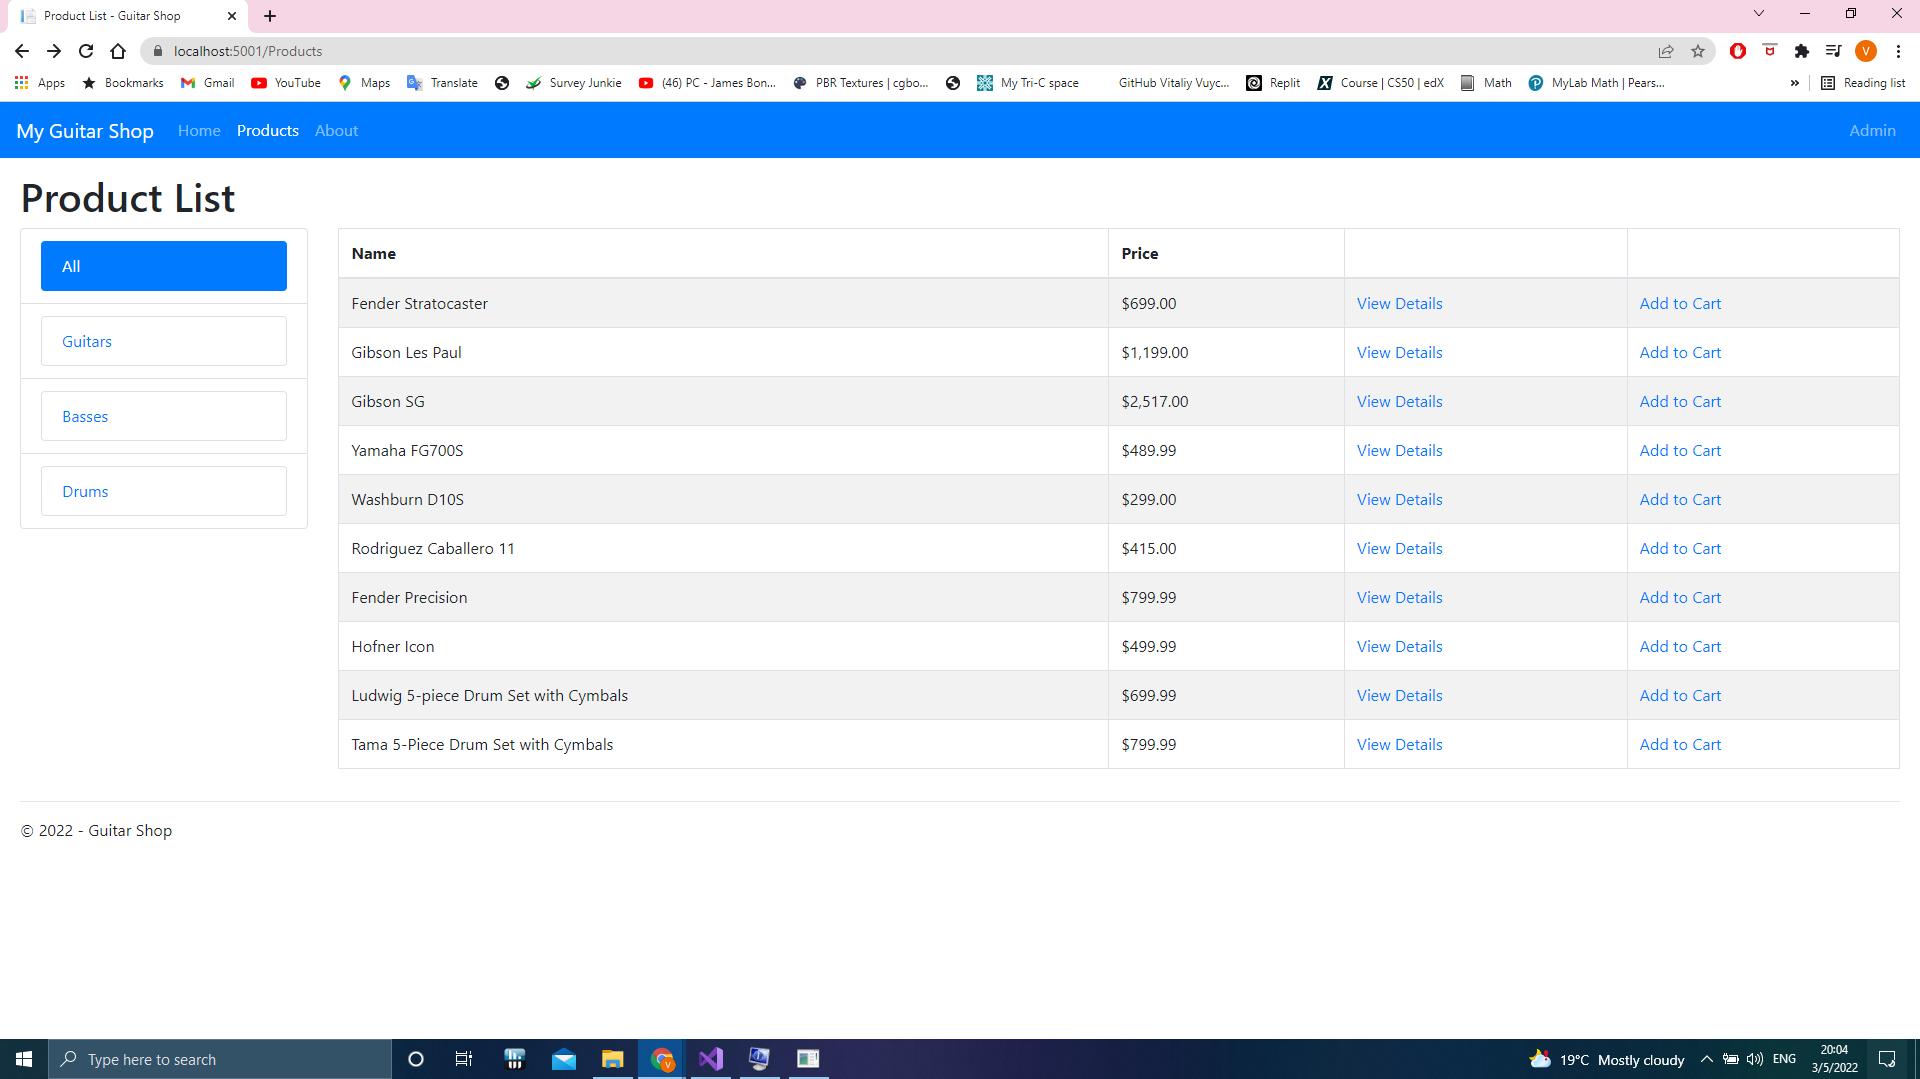 Product List - Guitar Shop
localhost:5001/Products
V
Apps Bookmarks Gmail YouTube Maps Translate Survey Junkie (46) PC - James Bon... PBR Textures | cgbo... My Tri-C space GitHub Vitaliy Vuyc... Replit Course | CS50 | edX Math MyLab Math | Pears... » Reading list
My Guitar Shop Home Products About Admin
Product List
All
Guitars
Basses
Drums
Name Price
Fender Stratocaster $699.00 View Details Add to Cart
Gibson Les Paul $1,199.00 View Details Add to Cart
Gibson SG $2,517.00 View Details Add to Cart
Yamaha FG700S $489.99 View Details Add to Cart
Washburn D10S $299.00 View Details Add to Cart
Rodriguez Caballero 11 $415.00 View Details Add to Cart
Fender Precision $799.99 View Details Add to Cart
Hofner Icon $499.99 View Details Add to Cart
Ludwig 5-piece Drum Set with Cymbals $699.99 View Details Add to Cart
Tama 5-Piece Drum Set with Cymbals $799.99 View Details Add to Cart
© 2022 - Guitar Shop
Type here to search
19°C Mostly cloudy ENG
20:04
3/5/2022